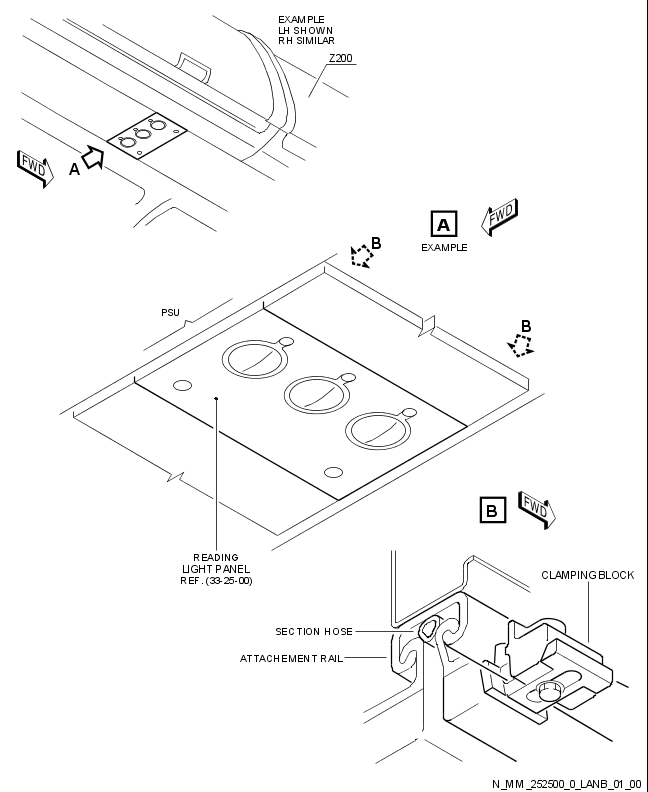 EXAMPLE
LH SHOWN
RH SIMILAR
Z200
FWD
A
A
FWD
EXAMPLE
B
B
PSU
READING
LIGHT PANEL
REF. (33-25-00)
B
FWD
CLAMPING BLOCK
SECTION HOSE
ATTACHEMENT RAIL
N_MM_252500_0_LANB_01_00